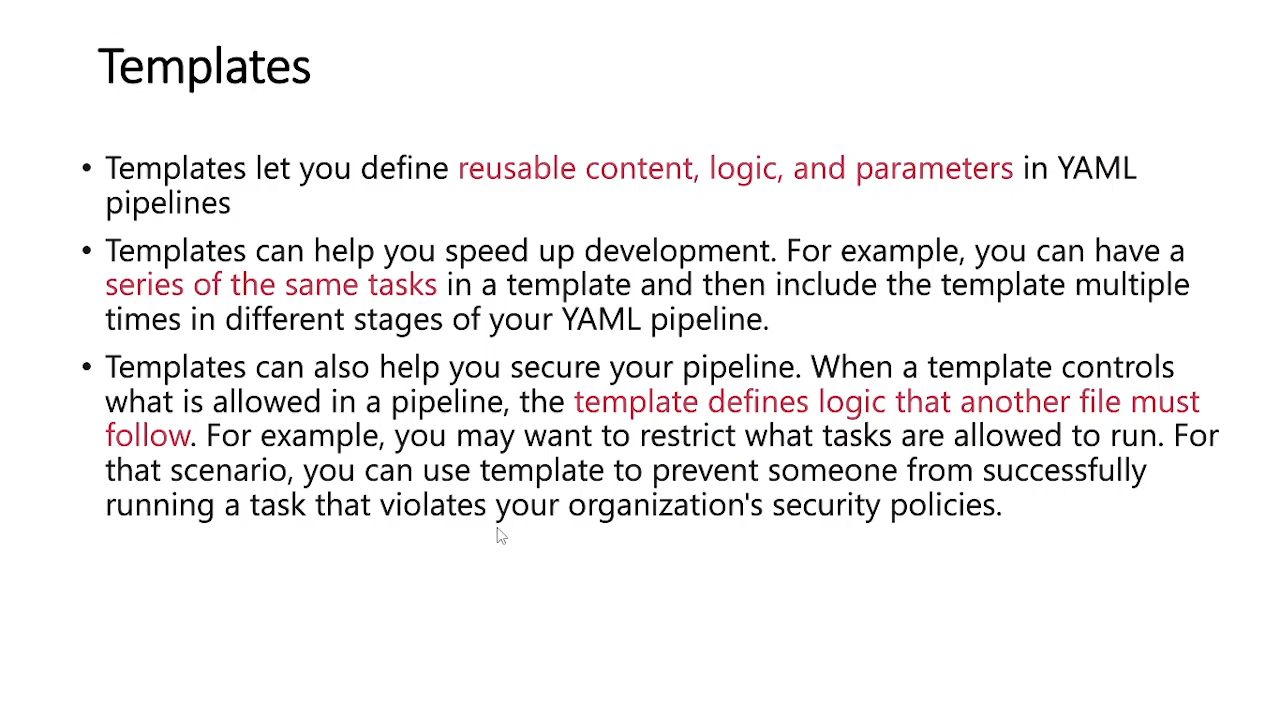 Templates
• Templates let you define reusable content, logic, and parameters in YAML
pipelines
• Templates can help you speed up development. For example, you can have a
series of the same tasks in a template and then include the template multiple
times in different stages of your YAML pipeline.
• Templates can also help you secure your pipeline. When a template controls
what is allowed in a pipeline, the template defines logic that another file must
follow. For example, you may want to restrict what tasks are allowed to run. For
that scenario, you can use template to prevent someone from successfully
running a task that violates your organization's security policies.